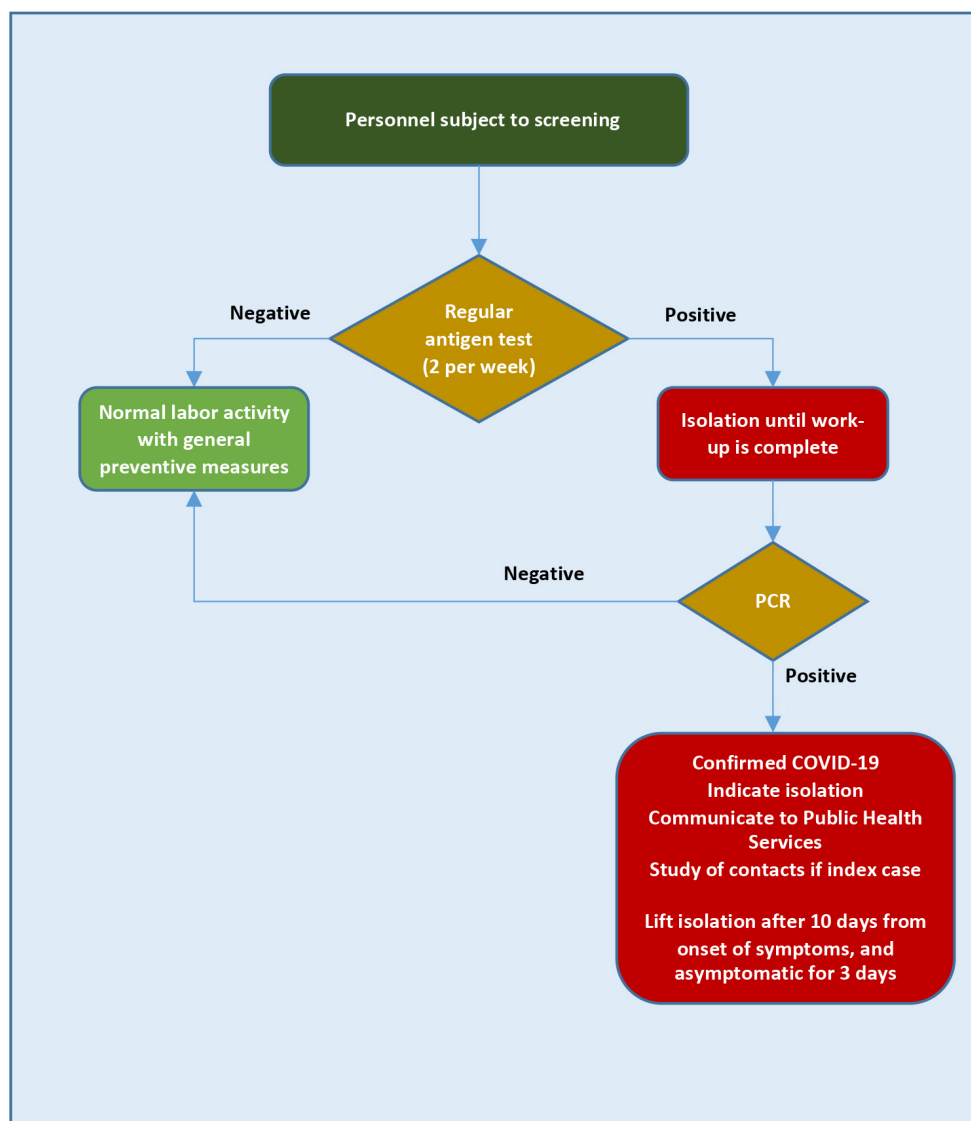 Personnel subject to screening
Negative
Regular
antigen test
(2 per week)
Positive
Normal labor activity
with general
preventive measures
Isolation until work-
up is complete
Negative
PCR
Positive
Confirmed COVID-19
Indicate isolation
Communicate to Public Health
Services
Study of contacts if index case
Lift isolation after 10 days from
onset of symptoms, and
asymptomatic for 3 days